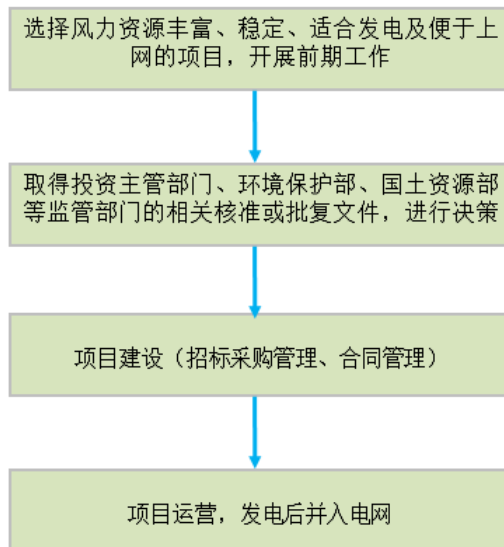 选择风力资源丰富、稳定、适合发电及便于上
网的项目，开展前期工作
取得投资主管部门、环境保护部、国土资源部
等监管部门的相关核准或批复文件，进行决策
项目建设（招标采购管理、合同管理）
项目运营，发电后并入电网